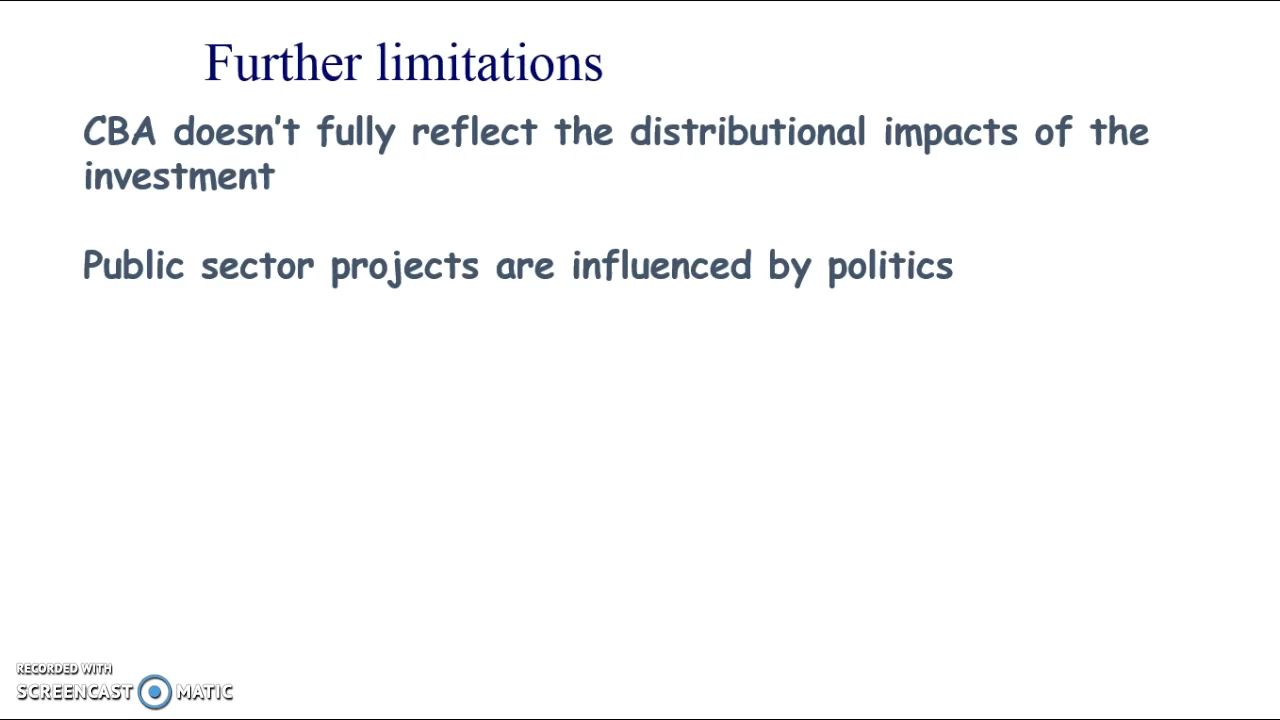 Further limitations
CBA doesn't fully reflect the distributional impacts of the
investment
Public sector projects are influenced by politics
RECORDED WITH
SCREENCAST MATIC